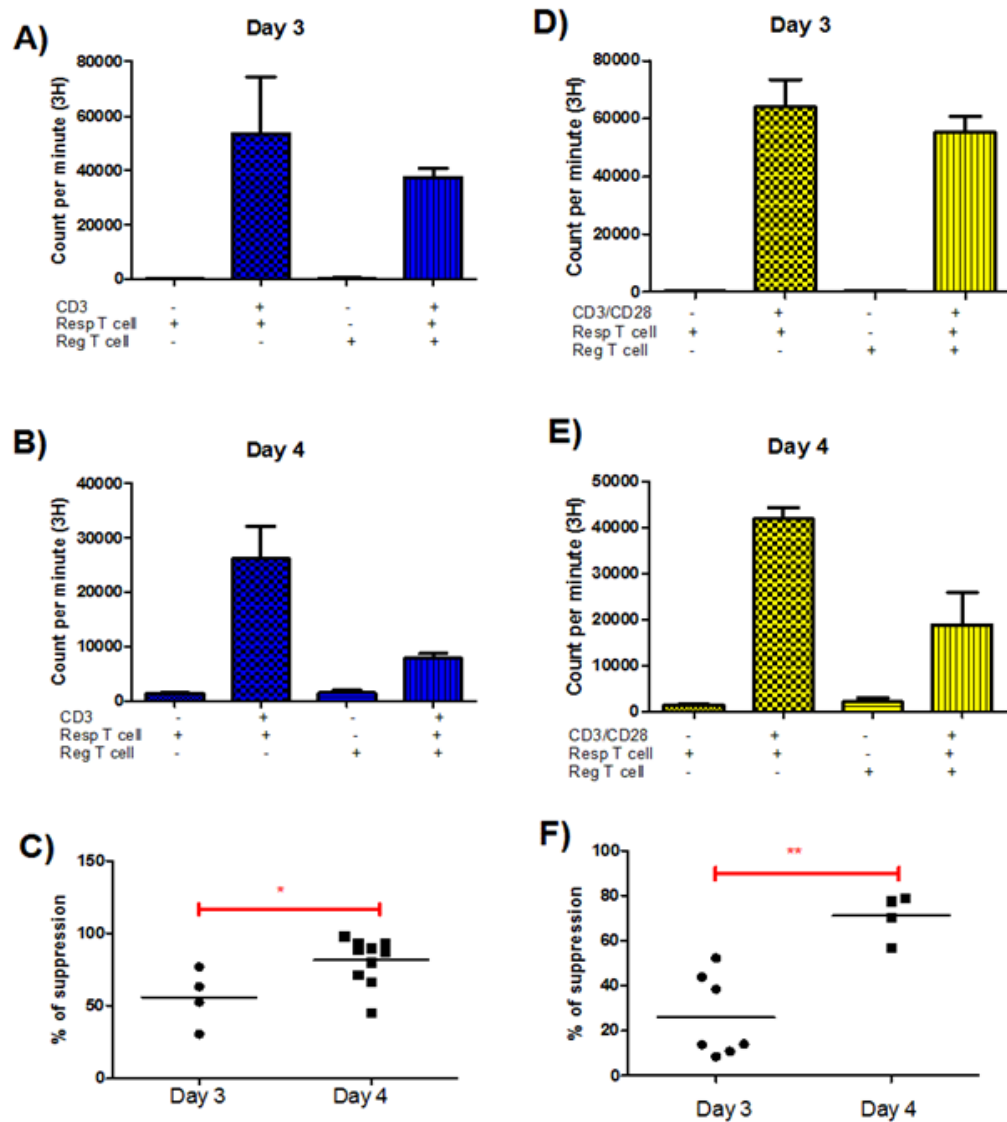 A)
Day 3
Count per minute (3H)
80000
60000
40000
20000
0
CD3 - + - +
Resp T cell + + - +
Reg T cell - - + +
D)
Day 3
Count per minute (3H)
80000
60000
40000
20000
0
CD3/CD28 - + - +
Resp T cell + + - +
Reg T cell - - + +
B)
Day 4
Count per minute (3H)
40000
30000
20000
10000
0
CD3 - + - +
Resp T cell + + - +
Reg T cell - - + +
E)
Day 4
Count per minute (3H)
50000
40000
30000
20000
10000
0
CD3/CD28 - + - +
Resp T cell + + - +
Reg T cell - - + +
C)
% of suppression
150
100
50
0
*
Day 3 Day 4
F)
% of suppression
100
80
60
40
20
0
**
Day 3 Day 4